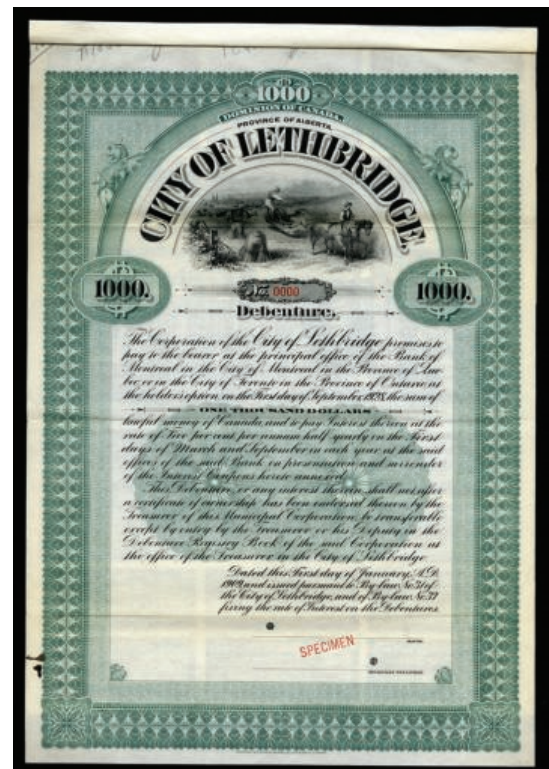 1000
DOMINION OF CANADA.
PROVINCE OF ALBERTA.
CITY OF LETHBRIDGE,
1000. 1000.
No. 0000
Debenture.
The Corporation of the City of Lethbridge promises to
pay to the bearer at the principal office of the Bank of
Montreal in the City of Montreal in the Province of Que-
bec or in the City of Toronto in the Province of Ontario at
the holders option, on the First day of September the sum of
ONE THOUSAND DOLLARS
lawful money of Canada, and to pay Interest thereon at the
rate of Five per cent per annum half yearly on the First
days of March and September in each year at the said
offices of the said Bank on presentation and surrender
of the Interest Coupons hereto annexed.
This Debenture, or any interest therein shall not, after
a certificate of ownership has been endorsed thereon by the
Treasurer of this Municipal Corporation, be transferable
except by entry by the Treasurer or his Deputy in the
Debenture Registry Book of the said Corporation at
the office of the Treasurer in the City of Lethbridge.
Dated this First day of January, A.D.
1909 and issued pursuant to By-law No. of
the City of Lethbridge, and of By-law No.
fixing the rate of Interest on the Debentures.
SPECIMEN